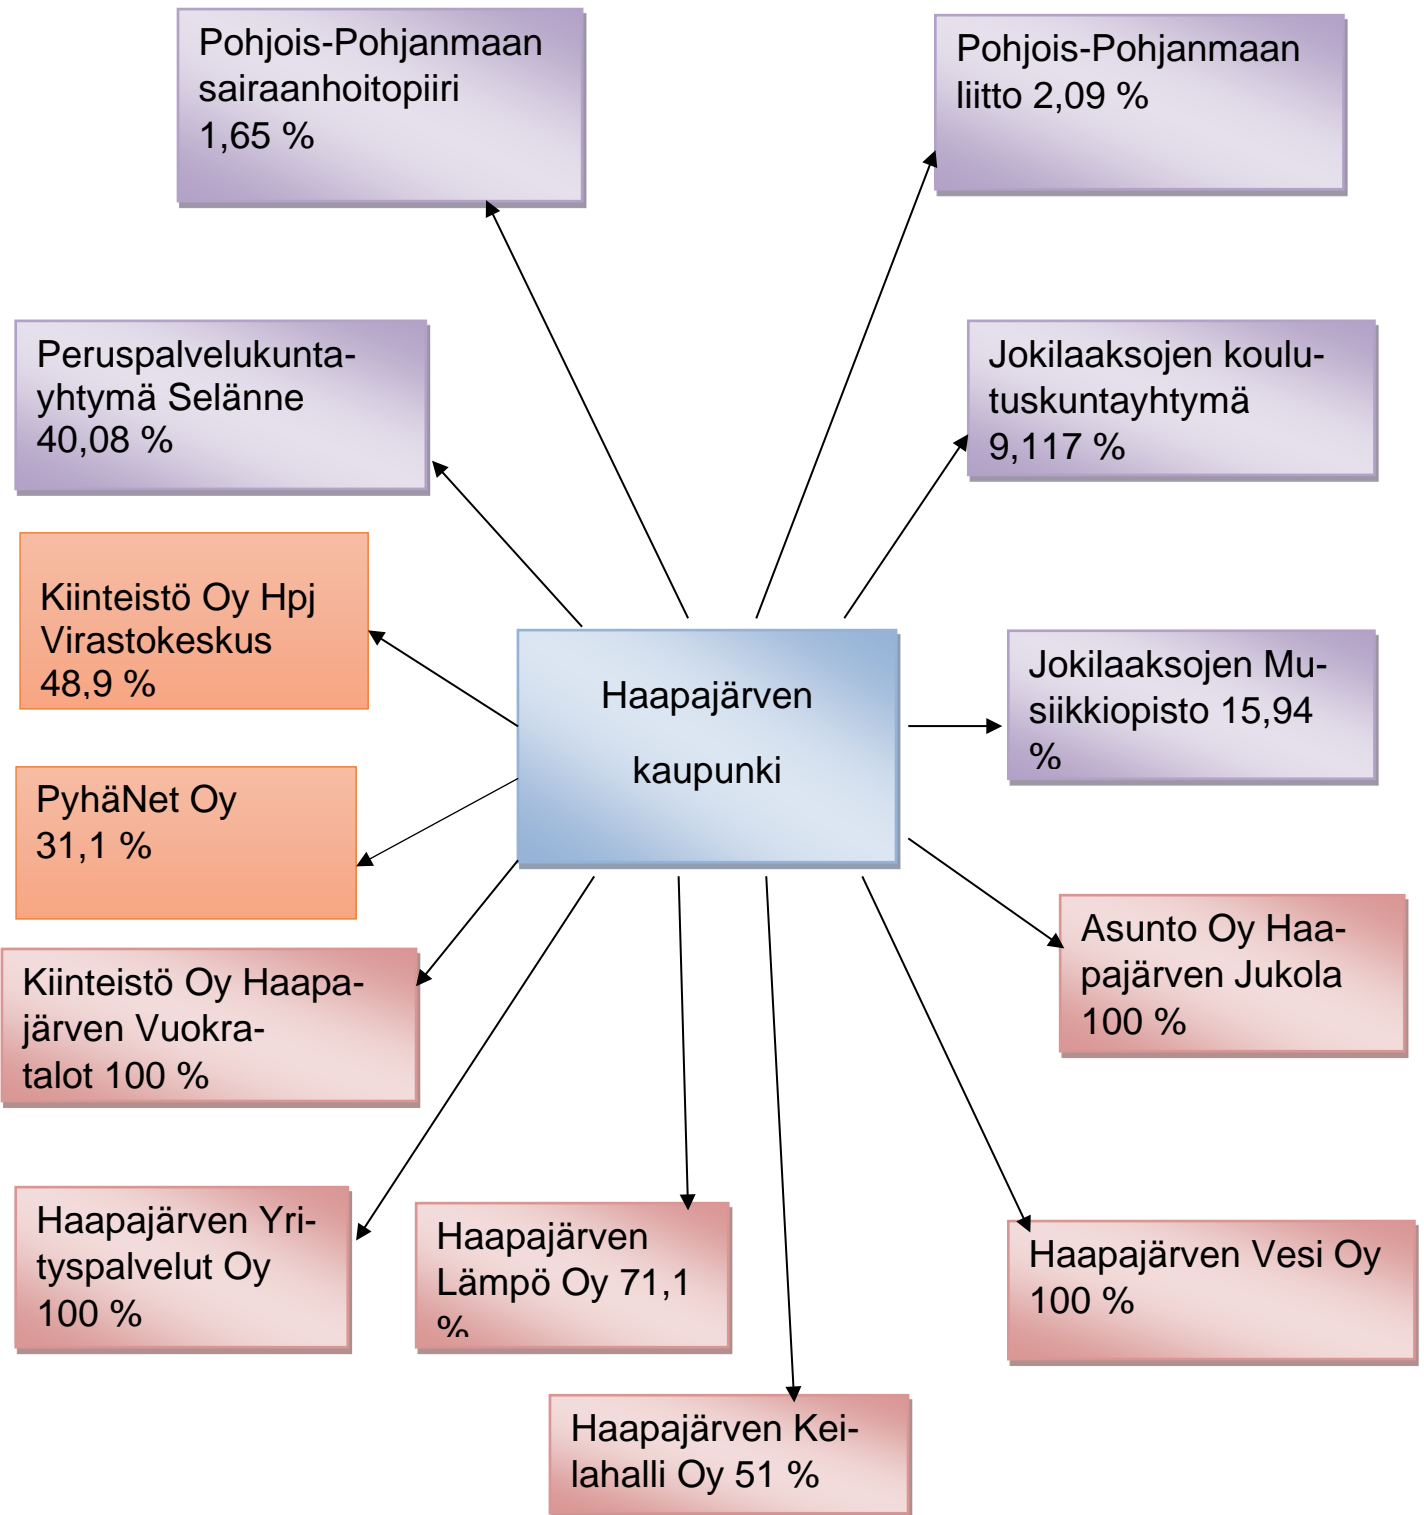 Pohjois-Pohjanmaan
sairaanhoitopiiri
1,65 %
Pohjois-Pohjanmaan
liitto 2,09 %
Peruspalvelukunta-
yhtymä Selänne
40,08 %
Jokilaaksojen koulu-
tuskuntayhtymä
9,117 %
Kiinteistö Oy Hpj
Virastokeskus
48,9 %
Haapajärven
kaupunki
Jokilaaksojen Mu-
siikkiopisto 15,94
%
PyhäNet Oy
31,1 %
Asunto Oy Haa-
pajärven Jukola
100 %
Kiinteistö Oy Haapa-
järven Vuokra-
talot 100 %
Haapajärven Yri-
tyspalvelut Oy
100 %
Haapajärven
Lämpö Oy 71,1
%
Haapajärven Vesi Oy
100 %
Haapajärven Kei-
lahalli Oy 51 %